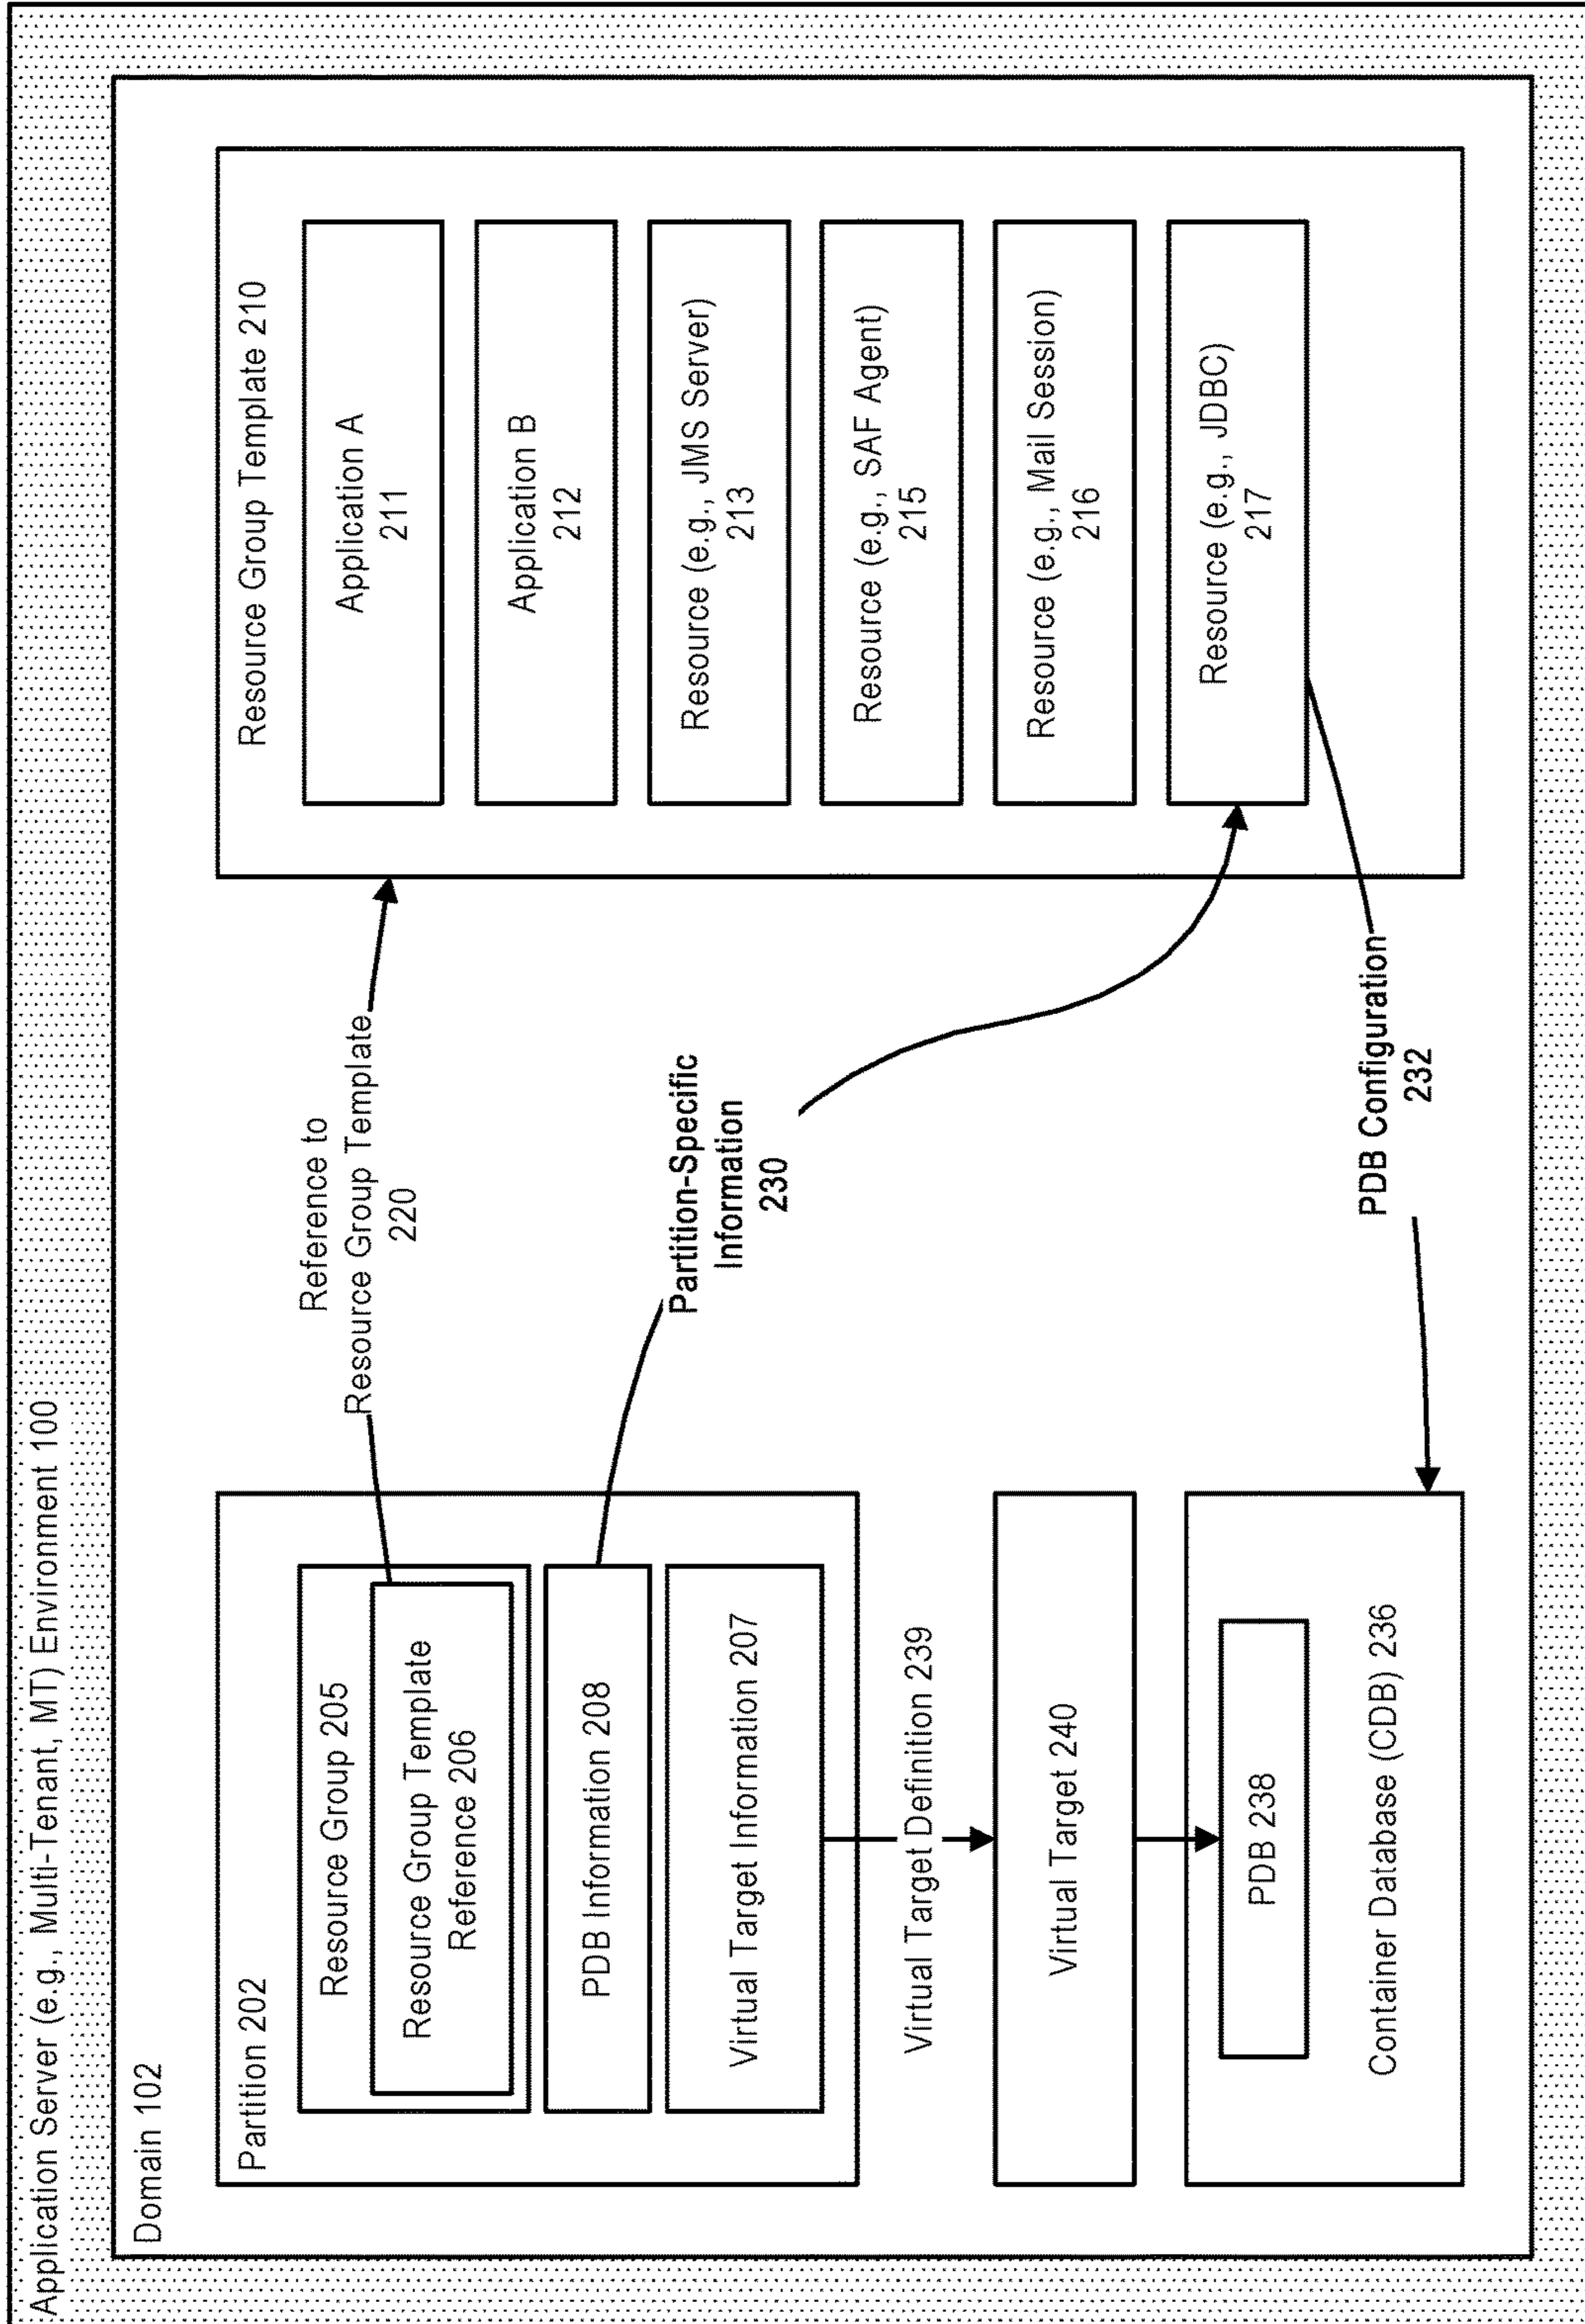 Application Server (e.g., Multi-Tenant, MT) Environment 100
Domain 102
Partition 202
Resource Group 205
Resource Group Template
Reference 206
PDB Information 208
Virtual Target Information 207
Virtual Target Definition 239
Virtual Target 240
PDB 238
Container Database (CDB) 236
Reference to
Resource Group Template
220
Partition-Specific
Information
230
PDB Configuration
232
Resource Group Template 210
Application A
211
Application B
212
Resource (e.g., JMS Server)
213
Resource (e.g., SAF Agent)
215
Resource (e.g., Mail Session)
216
Resource (e.g., JDBC)
217